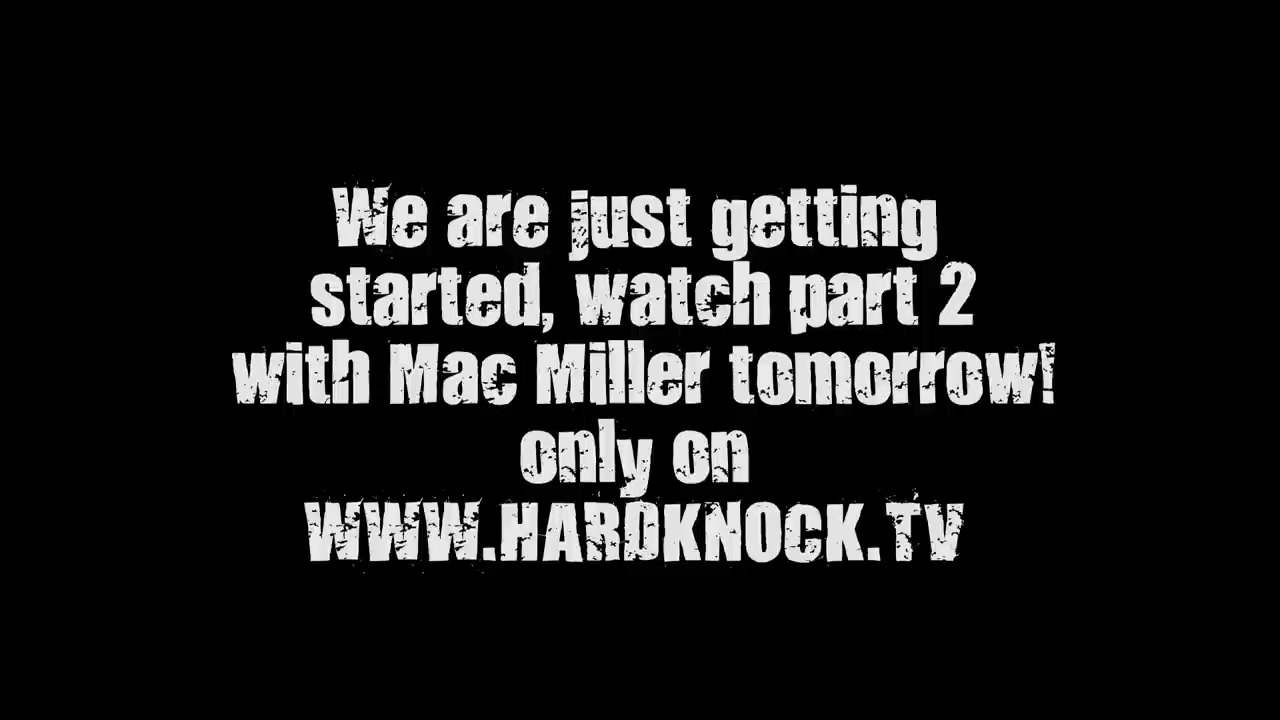 We are just getting
started, watch part 2
with Mac Miller tomorrow!
only on
WWW.HARDKNOCK.TV